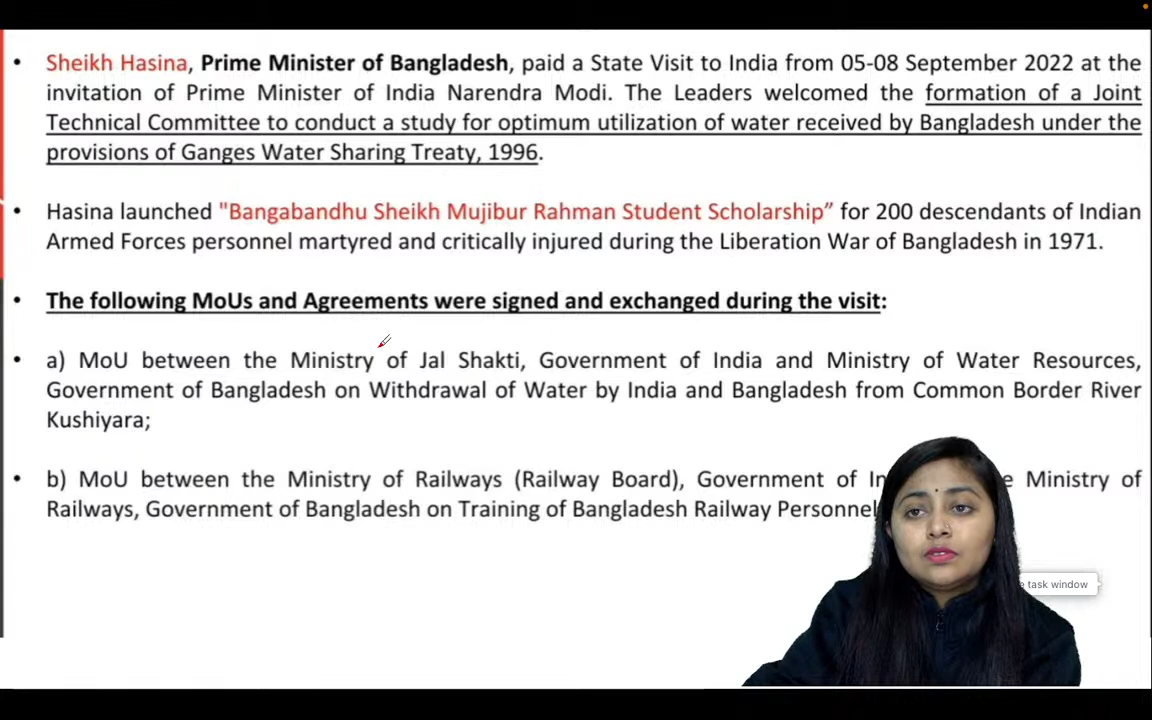 • Sheikh Hasina, Prime Minister of Bangladesh, paid a State Visit to India from 05-08 September 2022 at the
invitation of Prime Minister of India Narendra Modi. The Leaders welcomed the formation of a Joint
Technical Committee to conduct a study for optimum utilization of water received by Bangladesh under the
provisions of Ganges Water Sharing Treaty, 1996.
• Hasina launched "Bangabandhu Sheikh Mujibur Rahman Student Scholarship” for 200 descendants of Indian
Armed Forces personnel martyred and critically injured during the Liberation War of Bangladesh in 1971.
• The following MoUs and Agreements were signed and exchanged during the visit:
• a) MoU between the Ministry of Jal Shakti, Government of India and Ministry of Water Resources,
Government of Bangladesh on Withdrawal of Water by India and Bangladesh from Common Border River
Kushiyara;
• b) MoU between the Ministry of Railways (Railway Board), Government of Ministry of
Railways, Government of Bangladesh on Training of Bangladesh Railway Personnel
task window